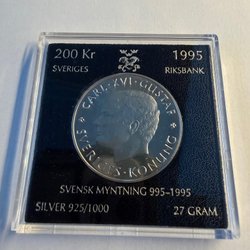 200 Kr 1995
SVERIGES RIKSBANK
CARL·XVI·GUSTAF
SVERIGES·KONUNG
SVENSK MYNTNING 995–1995
SILVER 925/1000 27 GRAM